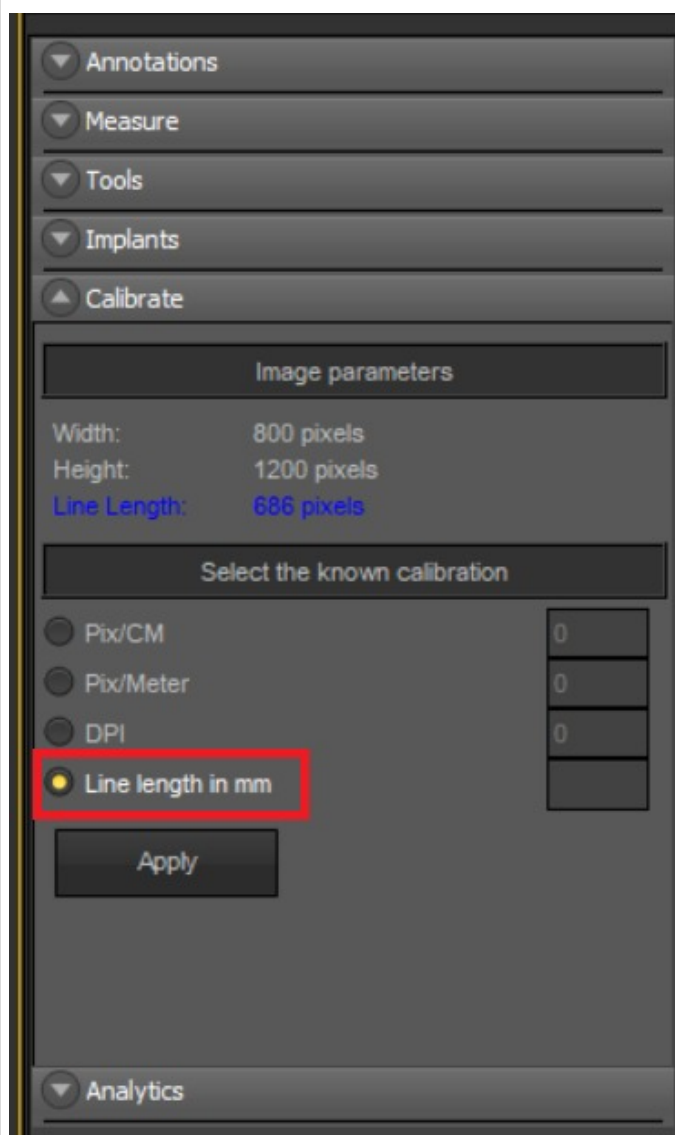 Annotations
Measure
Tools
Implants
Calibrate
Image parameters
Width: 800 pixels
Height: 1200 pixels
Line Length: 686 pixels
Select the known calibration
Pix/CM 0
Pix/Meter 0
DPI 0
Line length in mm
Apply
Analytics